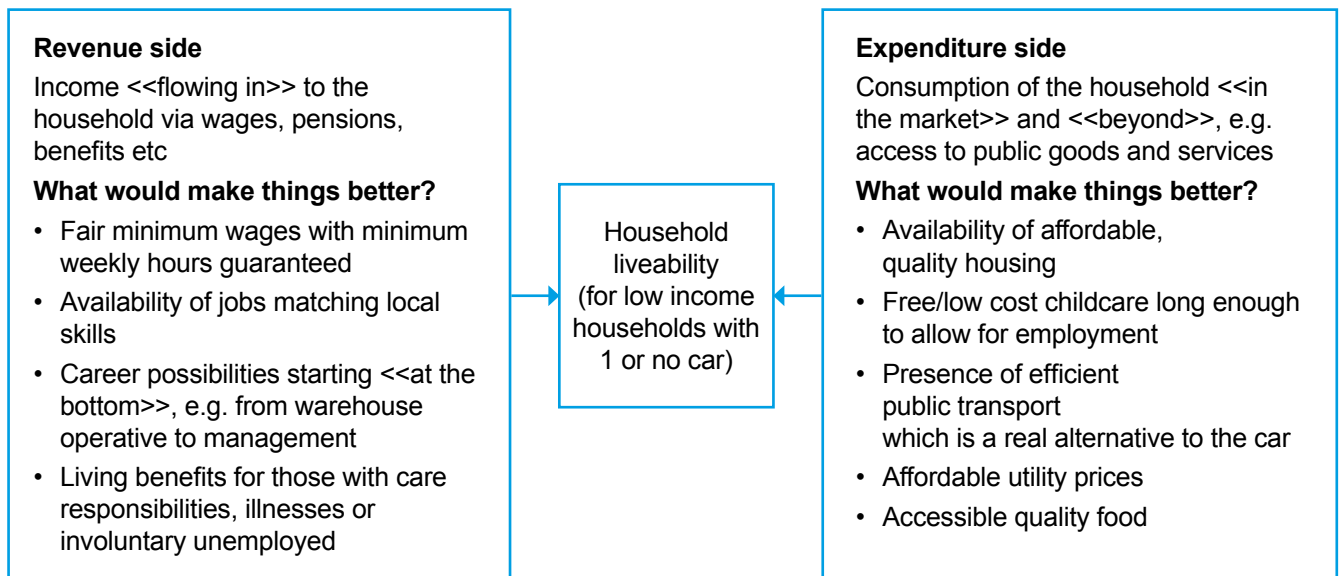 Revenue side
Income <<flowing in>> to the
household via wages, pensions,
benefits etc
What would make things better?
• Fair minimum wages with minimum
weekly hours guaranteed
• Availability of jobs matching local
skills
• Career possibilities starting <<at the
bottom>>, e.g. from warehouse
operative to management
• Living benefits for those with care
responsibilities, illnesses or
involuntary unemployed
Household
liveability
(for low income
households with
1 or no car)
Expenditure side
Consumption of the household <<in
the market>> and <<beyond>>, e.g.
access to public goods and services
What would make things better?
• Availability of affordable,
quality housing
• Free/low cost childcare long enough
to allow for employment
• Presence of efficient
public transport
which is a real alternative to the car
• Affordable utility prices
• Accessible quality food